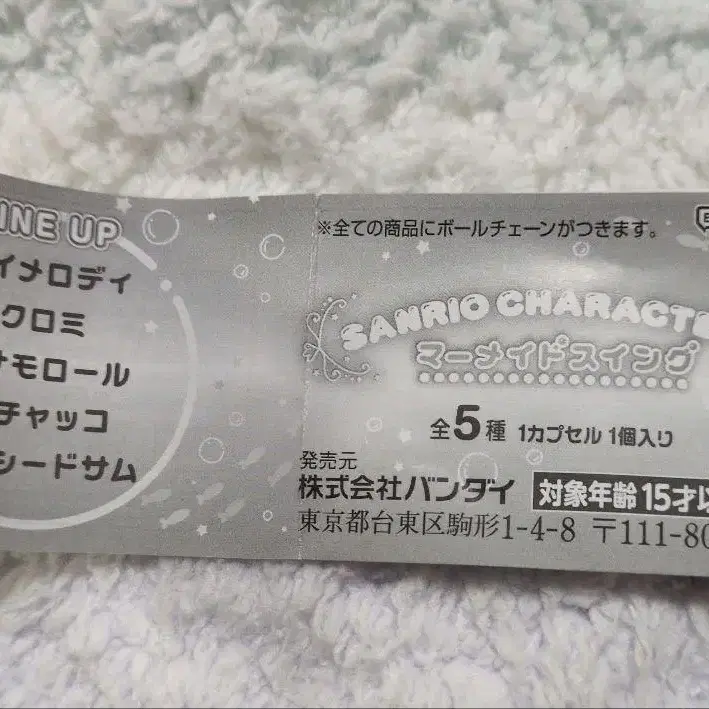 INE UP
イメロディ
クロミ
ナモロール
チャッコ
シードサム
※全ての商品にボールチェーンがつきます。
SANRIO CHARACTE
マーメイドスイング
全5種 1カプセル1個入り
発売元
株式会社バンダイ 対象年齢15才以
東京都台東区駒形1-4-8 〒111-80